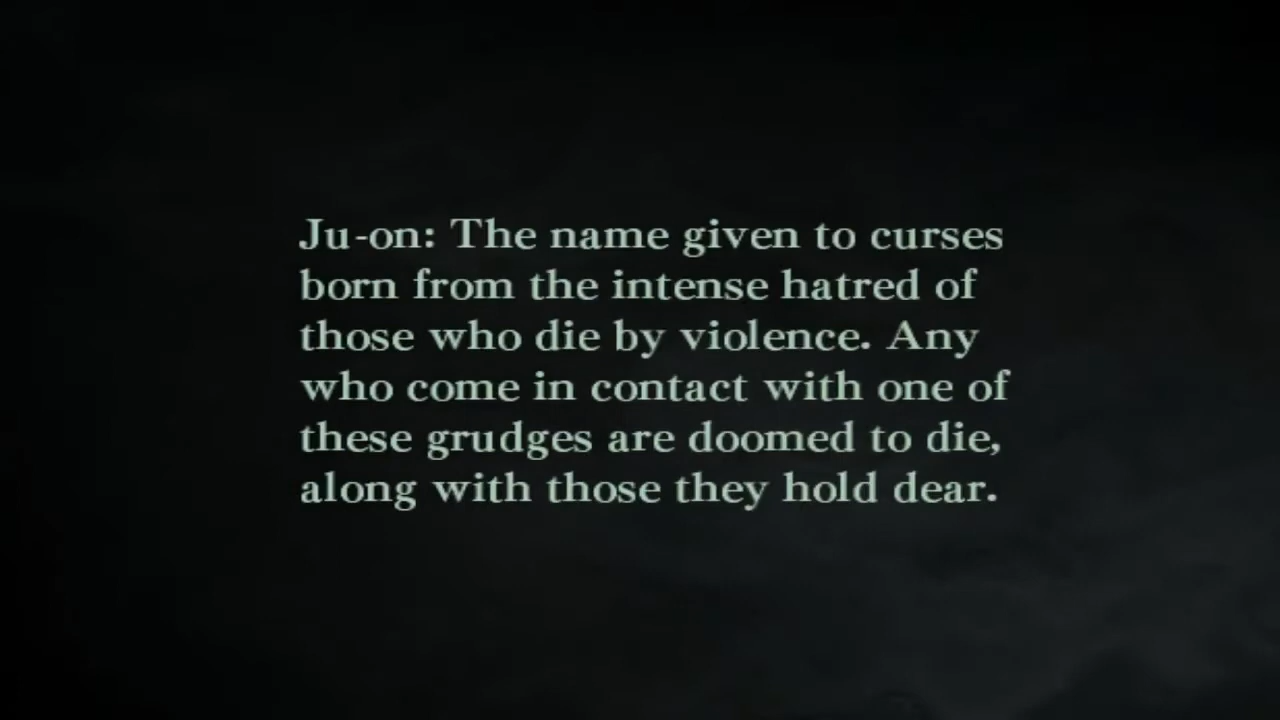 Ju-on: The name given to curses
born from the intense hatred of
those who die by violence. Any
who come in contact with one of
these grudges are doomed to die,
along with those they hold dear.